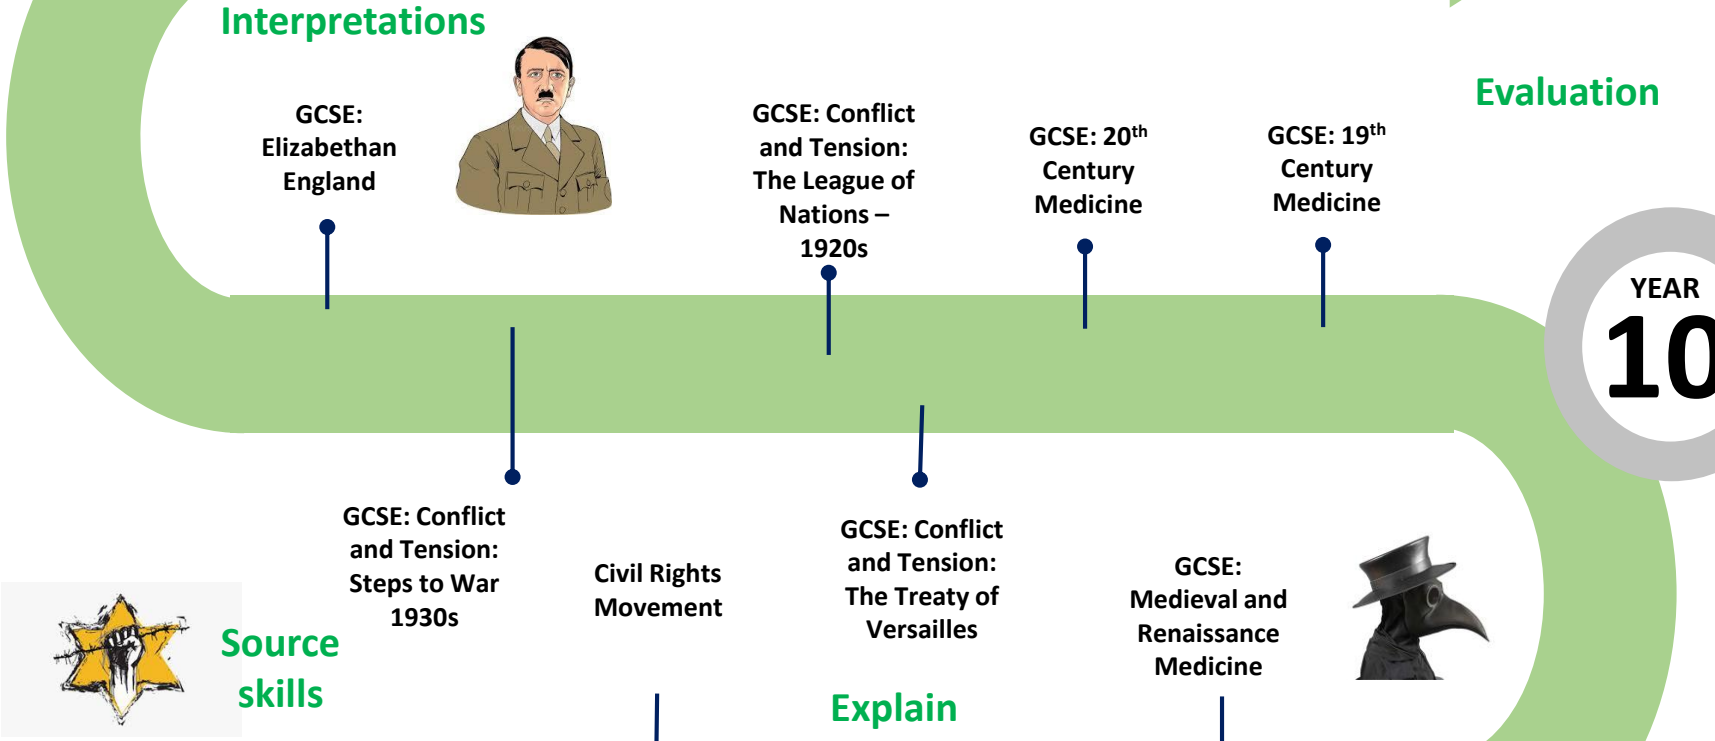 Interpretations
Evaluation
GCSE:
Elizabethan
England
GCSE: Conflict
and Tension:
The League of
Nations –
1920s
GCSE: 20th
Century
Medicine
GCSE: 19th
Century
Medicine
YEAR
10
GCSE: Conflict
and Tension:
Steps to War
1930s
Civil Rights
Movement
GCSE: Conflict
and Tension:
The Treaty of
Versailles
GCSE:
Medieval and
Renaissance
Medicine
Source
skills
Explain